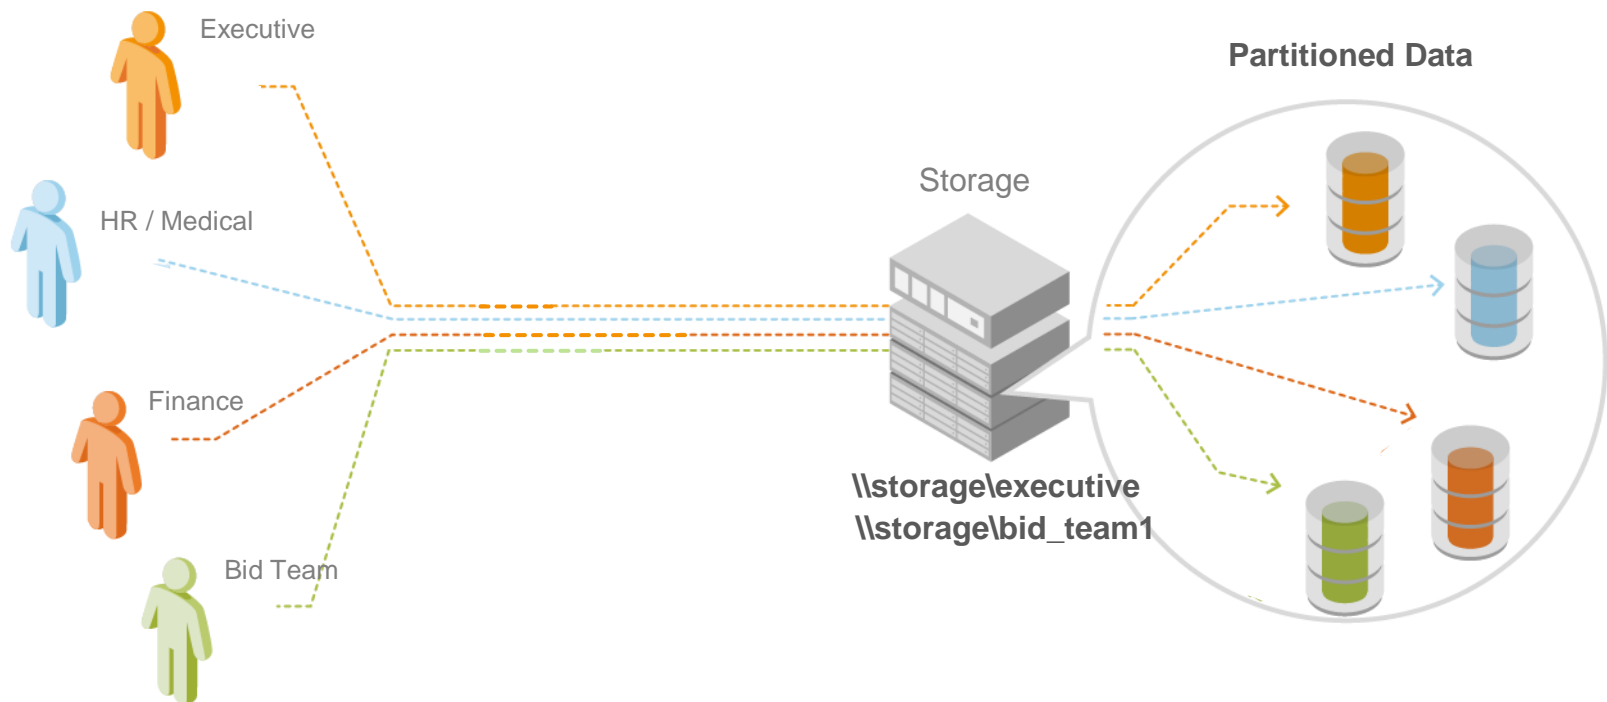 Executive
Partitioned Data
Storage
HR / Medical
Finance
\\storage\executive
\\storage\bid_team1
Bid Team